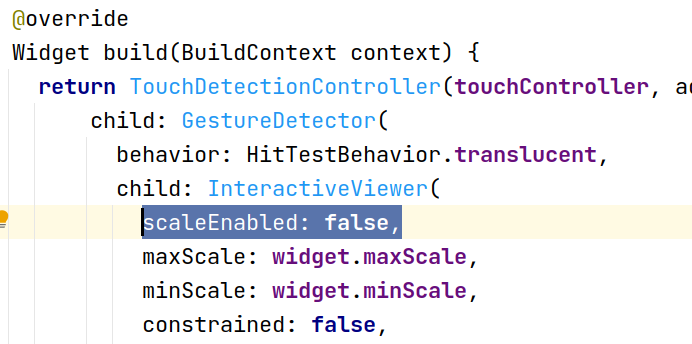 @override
Widget build(BuildContext context) {
return TouchDetectionController(touchController, a
child: GestureDetector(
behavior: HitTestBehavior.translucent,
child: InteractiveViewer(
scaleEnabled: false,
maxScale: widget.maxScale,
minScale: widget.minScale,
constrained: false,